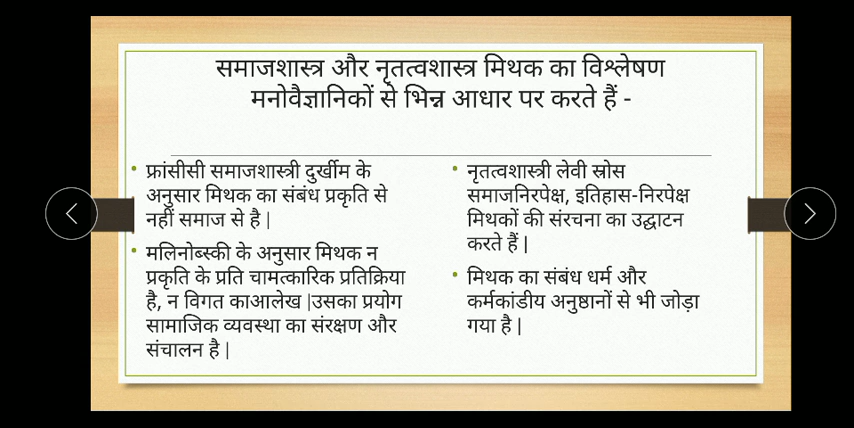 समाजशास्त्र और नृतत्वशास्त्र मिथक का विश्लेषण
मनोवैज्ञानिकों से भिन्न आधार पर करते हैं -
फ्रांसीसी समाजशास्त्री दुर्खीम के
अनुसार मिथक का संबंध प्रकृति से
नहीं समाज से है |
मलिनोब्स्की के अनुसार मिथक न
प्रकृति के प्रति चामत्कारिक प्रतिक्रिया
है, न विगत काआलेख |उसका प्रयोग
सामाजिक व्यवस्था का संरक्षण और
संचालन है |
नृतत्वशास्त्री लेवी स्रोस
समाजनिरपेक्ष, इतिहास-निरपेक्ष
मिथकों की संरचना का उद्घाटन
करते हैं |
मिथक का संबंध धर्म और
कर्मकांडीय अनुष्ठानों से भी जोड़ा
गया है |